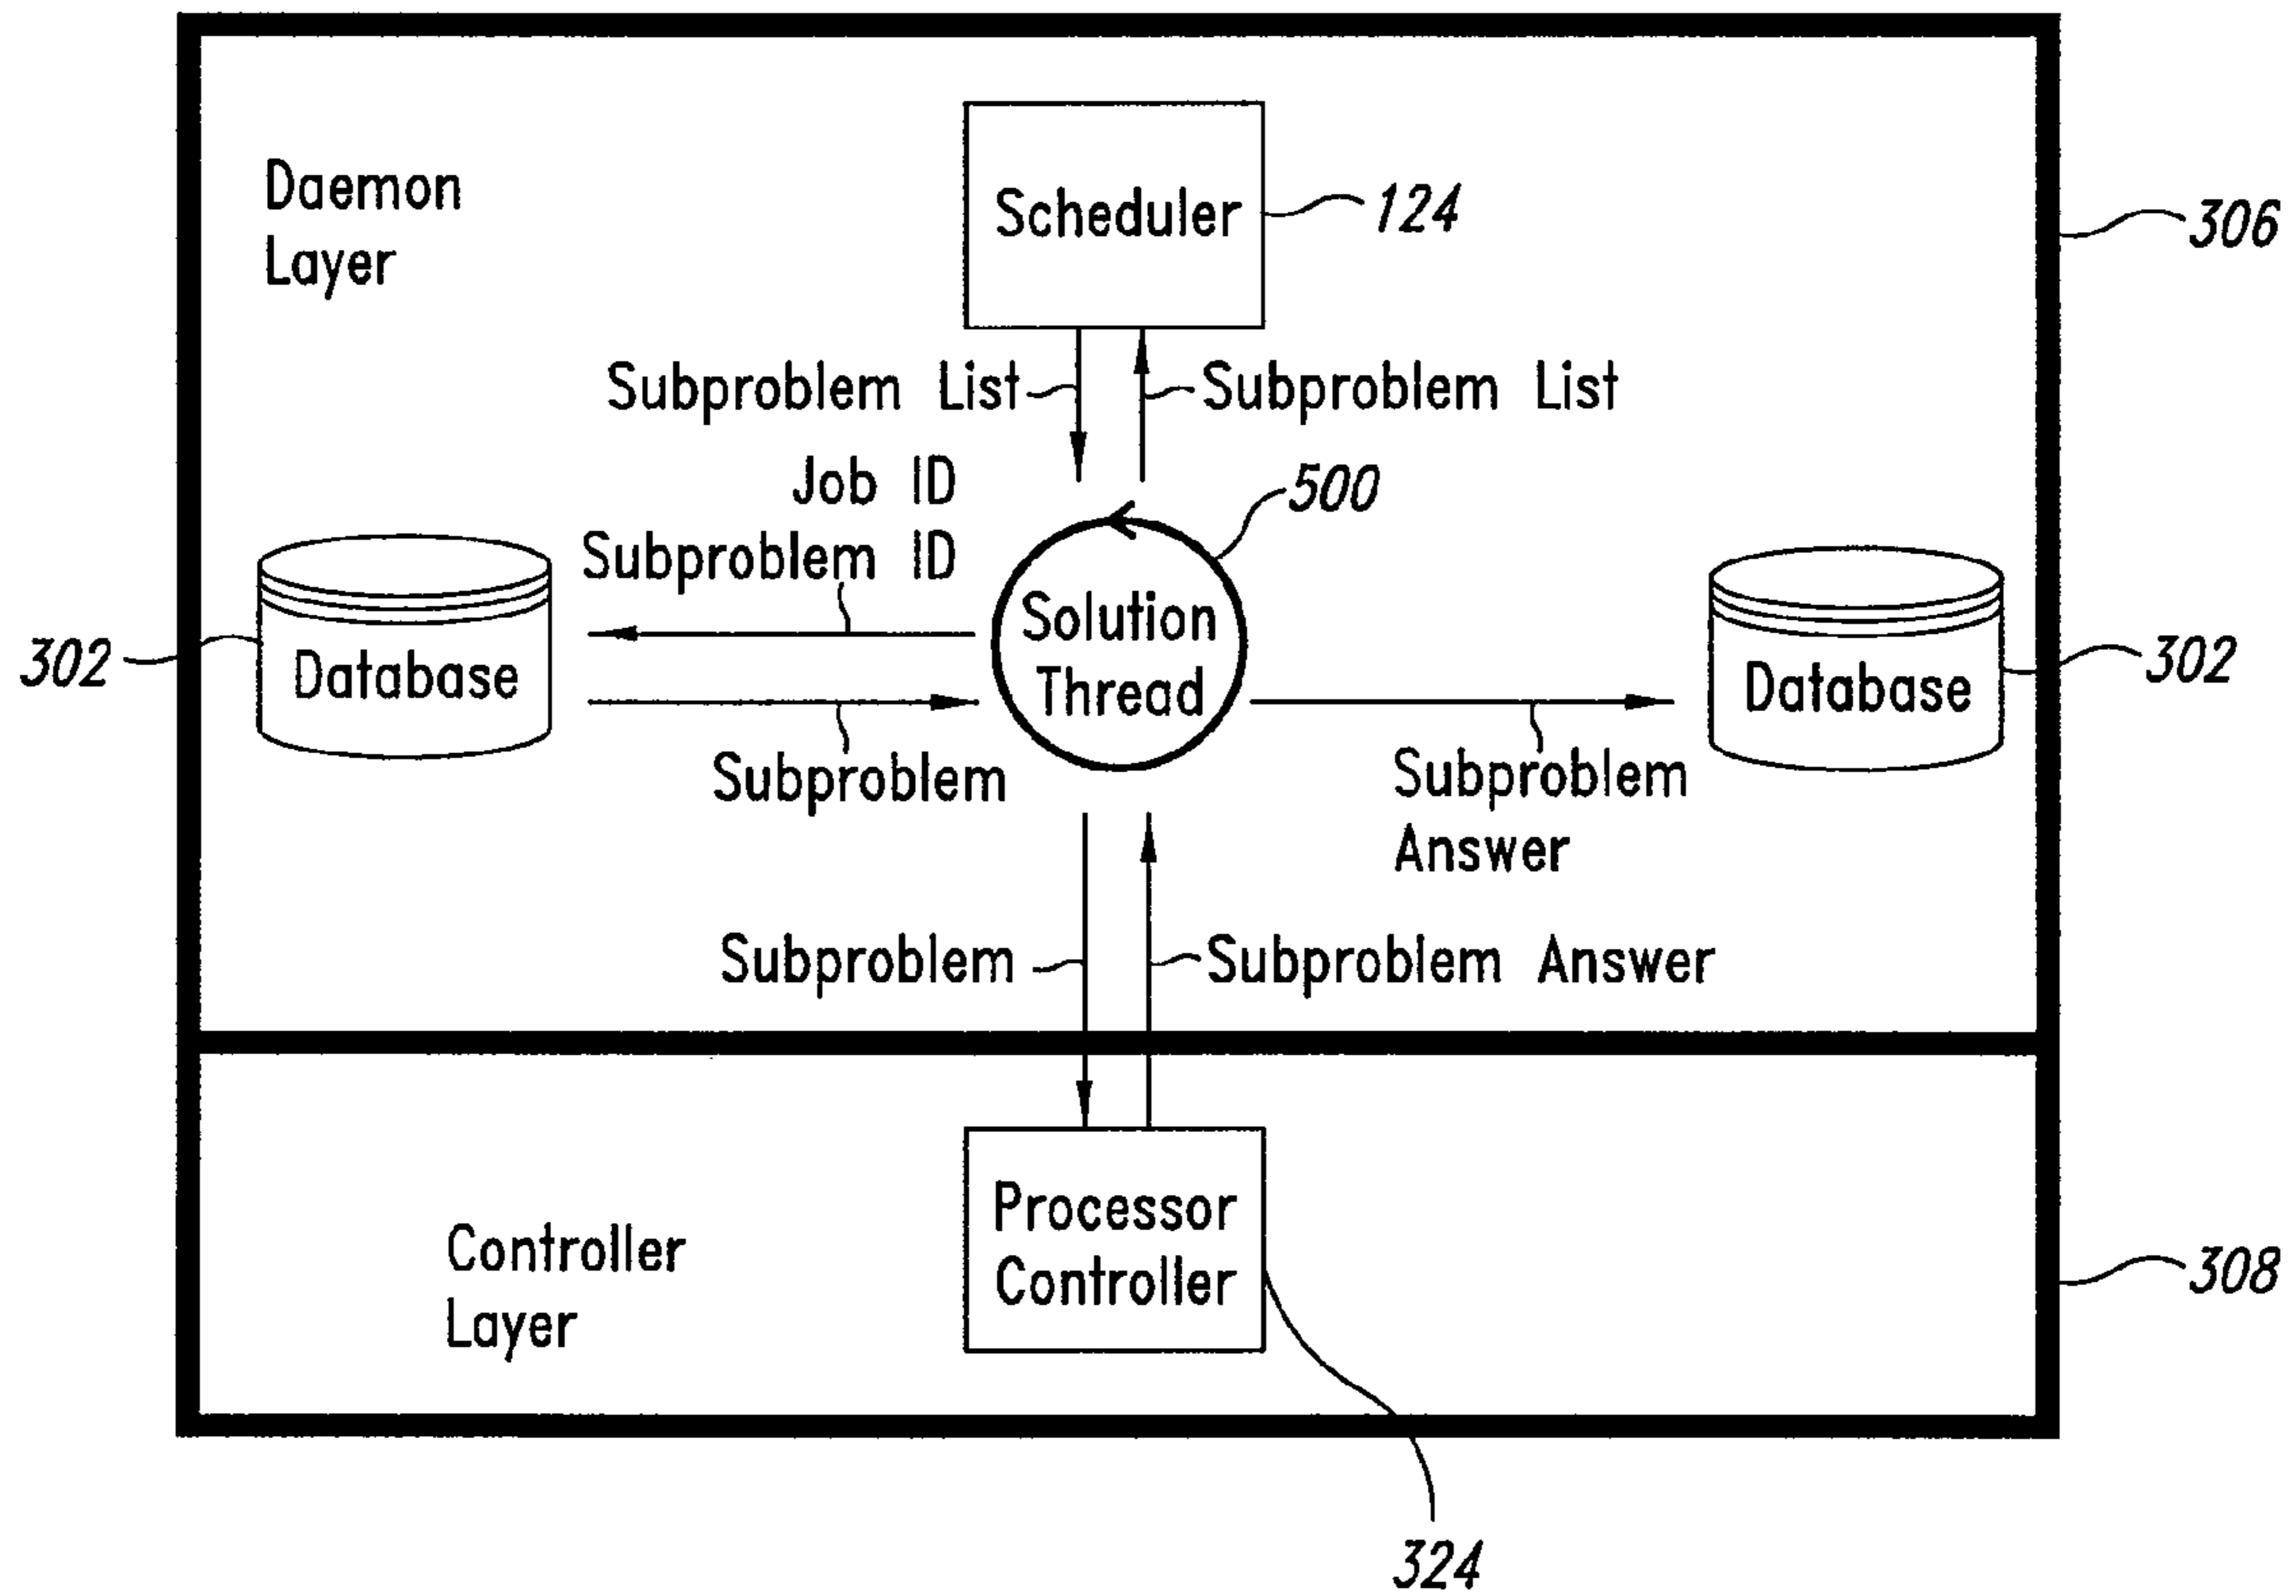 Daemon
Layer
Scheduler
124
306
Subproblem List
Subproblem List
Job ID
Subproblem ID
500
302
Database
Solution
Thread
Database
302
Subproblem
Subproblem
Answer
Subproblem
Subproblem Answer
Controller
Layer
Processor
Controller
308
324